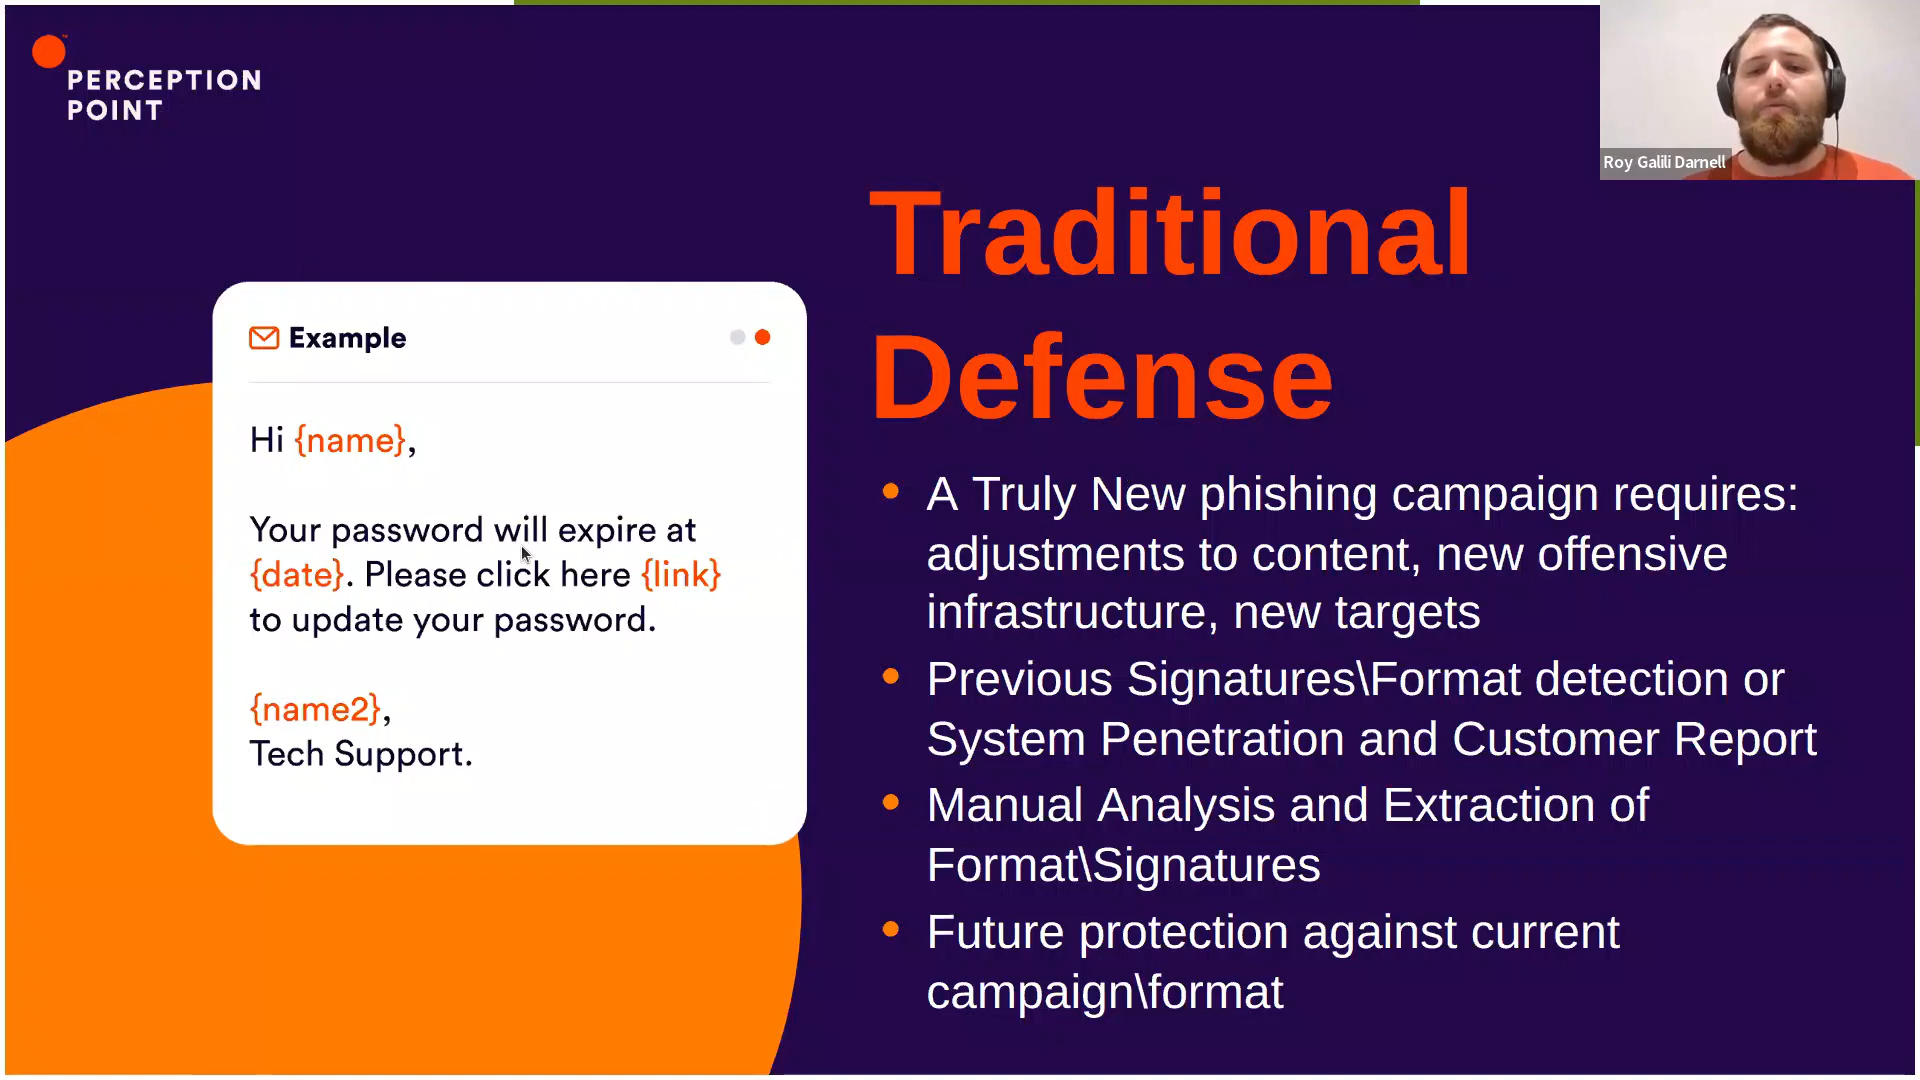 PERCEPTION
POINT
Roy Galili Darnell
Traditional
Defense
Example
Hi {name},
Your password will expire at
{date}. Please click here {link}
to update your password.
{name2},
Tech Support.
• A Truly New phishing campaign requires:
adjustments to content, new offensive
infrastructure, new targets
• Previous Signatures\Format detection or
System Penetration and Customer Report
• Manual Analysis and Extraction of
Format\Signatures
• Future protection against current
campaign\format